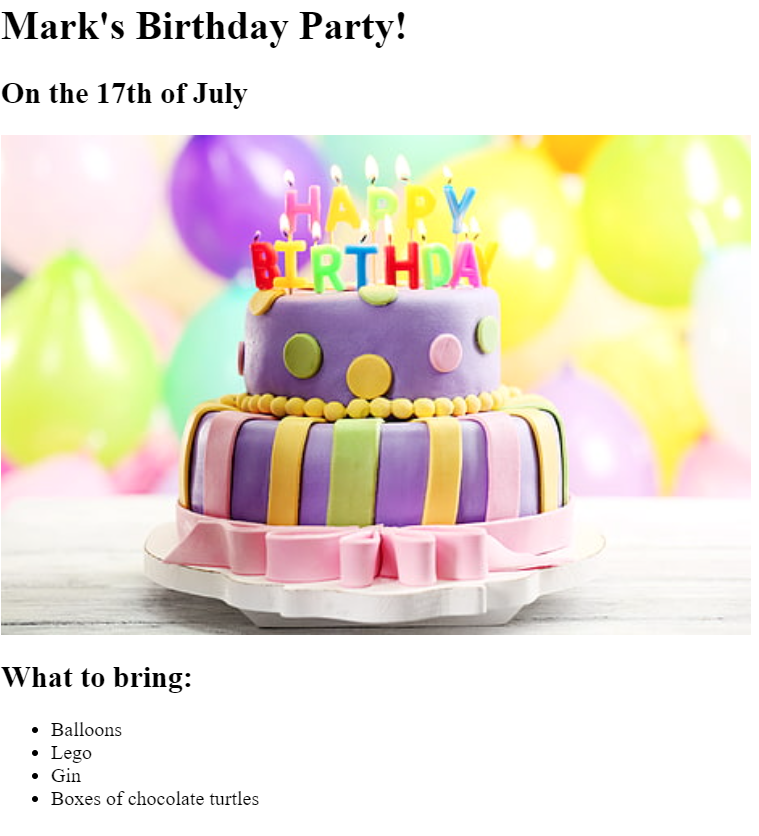 Mark's Birthday Party!
On the 17th of July
HAPPY
BIRTHDAY
What to bring:
Balloons
Lego
Gin
Boxes of chocolate turtles